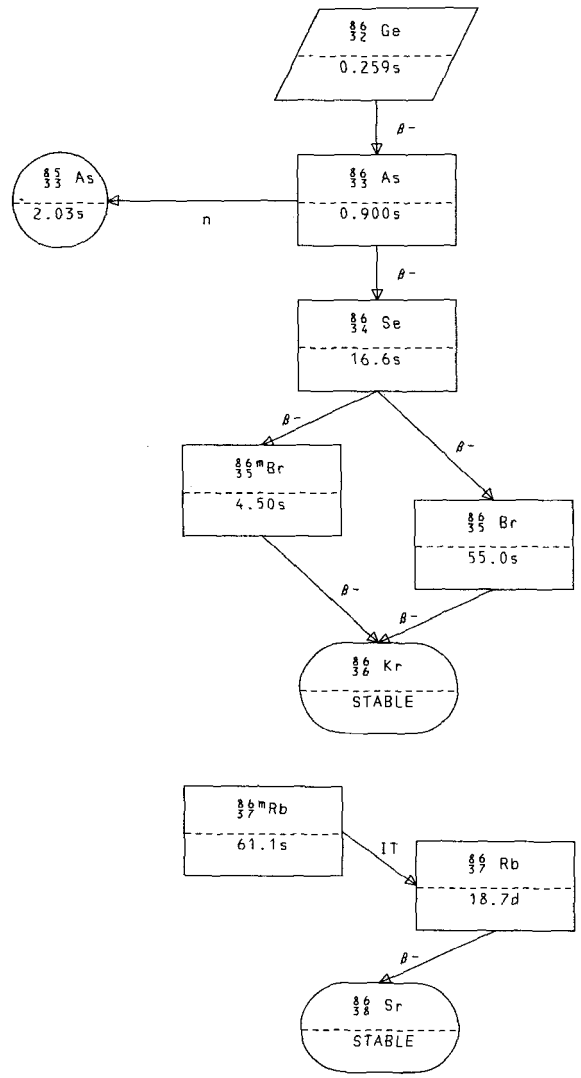 86
32 Ge
0.259s
β-
85
33 As
2.03s
n
86
33 As
0.900s
β-
86
34 Se
16.6s
β-
β-
86m
35 Br
4.50s
86
35 Br
55.0s
β-
β-
86
36 Kr
STABLE
86m
37 Rb
61.1s
IT
86
37 Rb
18.7d
β-
86
38 Sr
STABLE